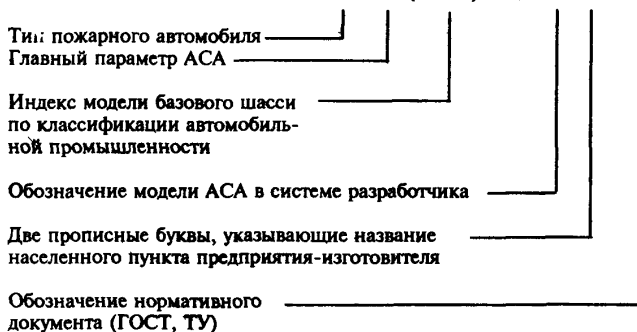 Тип пожарного автомобиля
Главный параметр АСА
Индекс модели базового шасси
по классификации автомобиль-
ной промышленности
Обозначение модели АСА в системе разработчика
Две прописные буквы, указывающие название
населенного пункта предприятия-изготовителя
Обозначение нормативного
документа (ГОСТ, ТУ)